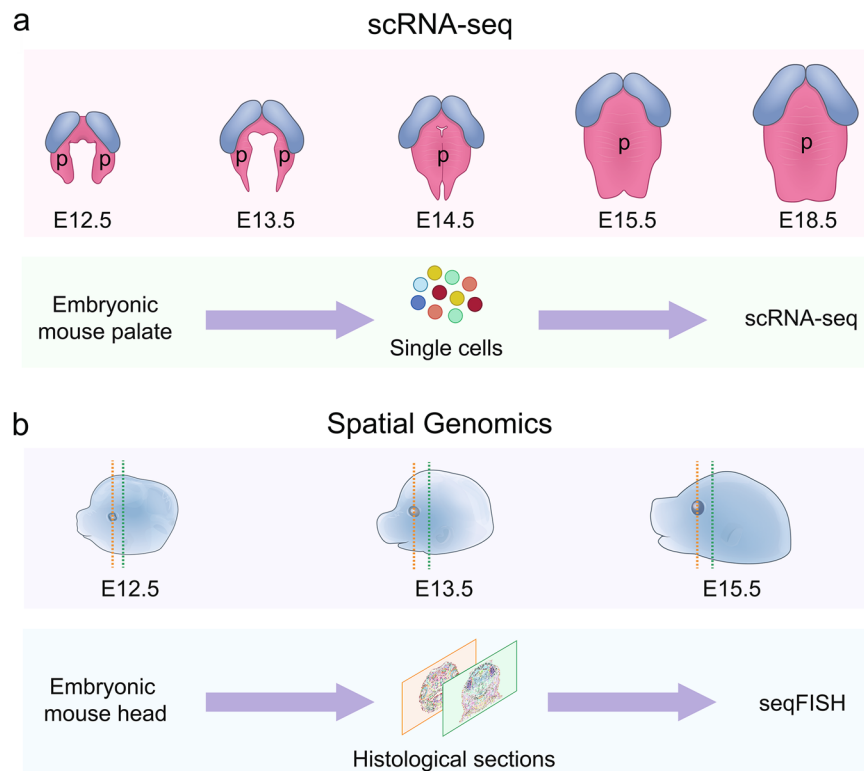 a
scRNA-seq
p p
p p
p
p
p
E12.5
E13.5
E14.5
E15.5
E18.5
Embryonic
mouse palate
Single cells
scRNA-seq
b
Spatial Genomics
E12.5
E13.5
E15.5
Embryonic
mouse head
Histological sections
seqFISH